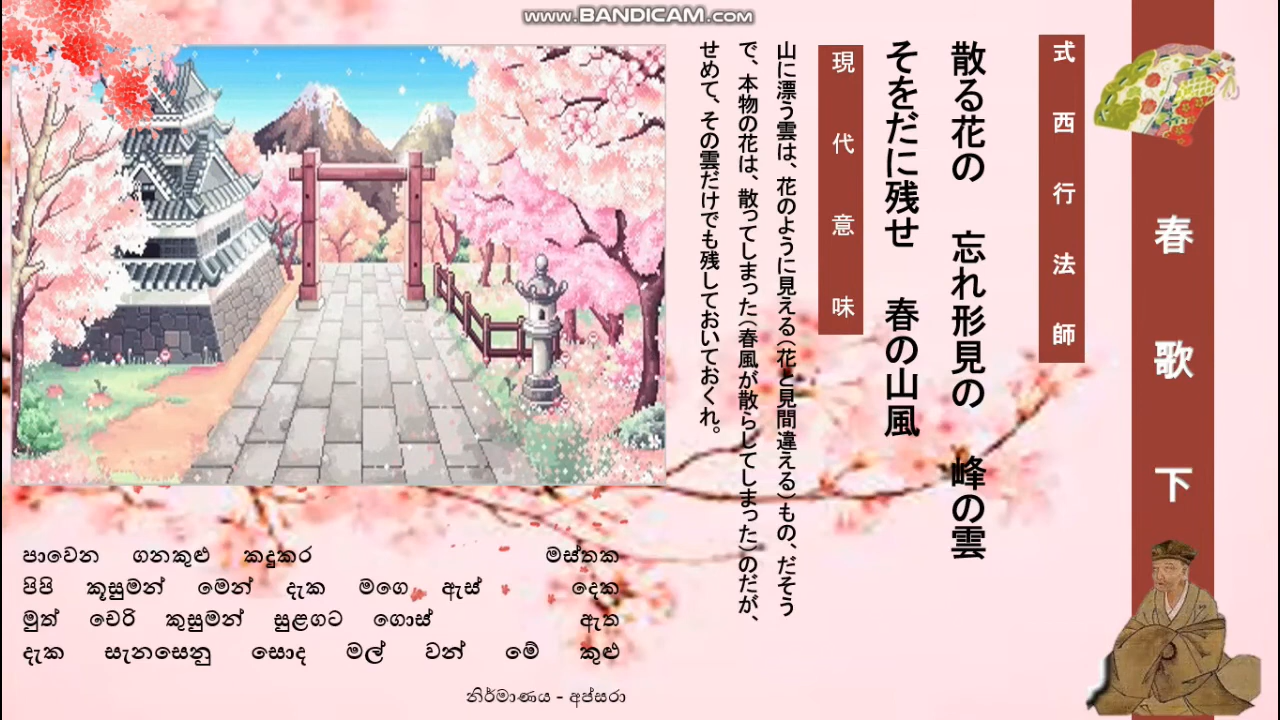 www.BANDICAM.com
春歌下
式西行法師
散る花の 忘れ形見の 峰の雲
そをだに残せ 春の山風
現代意味
山に漂う雲は、花のように見える(花と見間違える)もの、だそう
で、本物の花は、散ってしまった(春風が散らしてしまった)のだが、
せめて、その雲だけでも残しておいておくれ。
පාවෙන ගනකුළු කදුකර මස්තක
පිපි කූසුමන් මෙන් දැක මගෙ ඇස් දෙක
මුත් චෙරි කුසුමන් සුළගට ගොස් ඇත
දැක සැනසෙනු සොද මල් වන් මේ කුළු
නිර්මාණය - අප්සරා